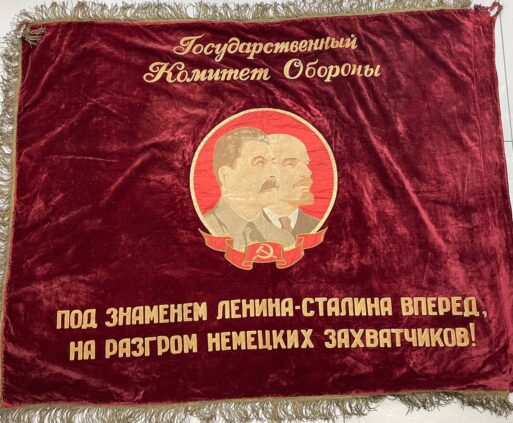 Государственный
Комитет Обороны
ПОД ЗНАМЕНЕМ ЛЕНИНА-СТАЛИНА ВПЕРЕД,
НА РАЗГРОМ НЕМЕЦКИХ ЗАХВАТЧИКОВ!